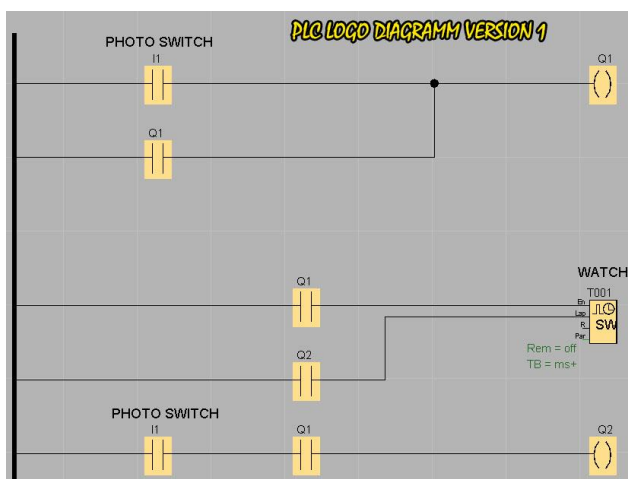 PLC LOGO DIAGRAMM VERSION 1
PHOTO SWITCH
I1
Q1
Q1
Q1
WATCH
T001
En
Lap
R
Par
SW
Q2
Rem = off
TB = ms+
PHOTO SWITCH
I1
Q1
Q2